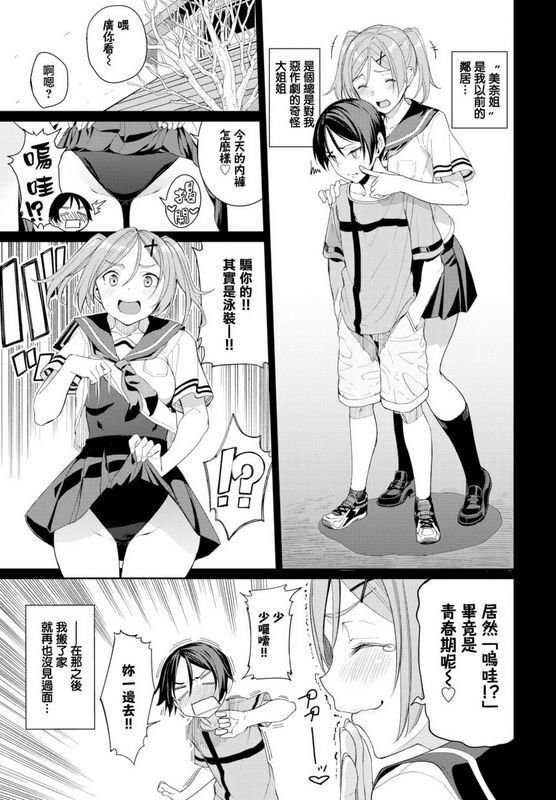 "美奈姐"
是我以前的
鄰居…
是個總是對我
惡作劇的奇怪
大姐姐
喂
廣你看～
啊嗯？
今天的內褲
怎麼樣♡
掲開
嗚哇!?
騙你的!!
其實是泳裝—!!
!?
居然「嗚哇!?」
畢竟是
青春期呢～♡
少
少囉嗦!!
妳一邊去!!
——在那之後
我搬了家
就再也沒見過面…